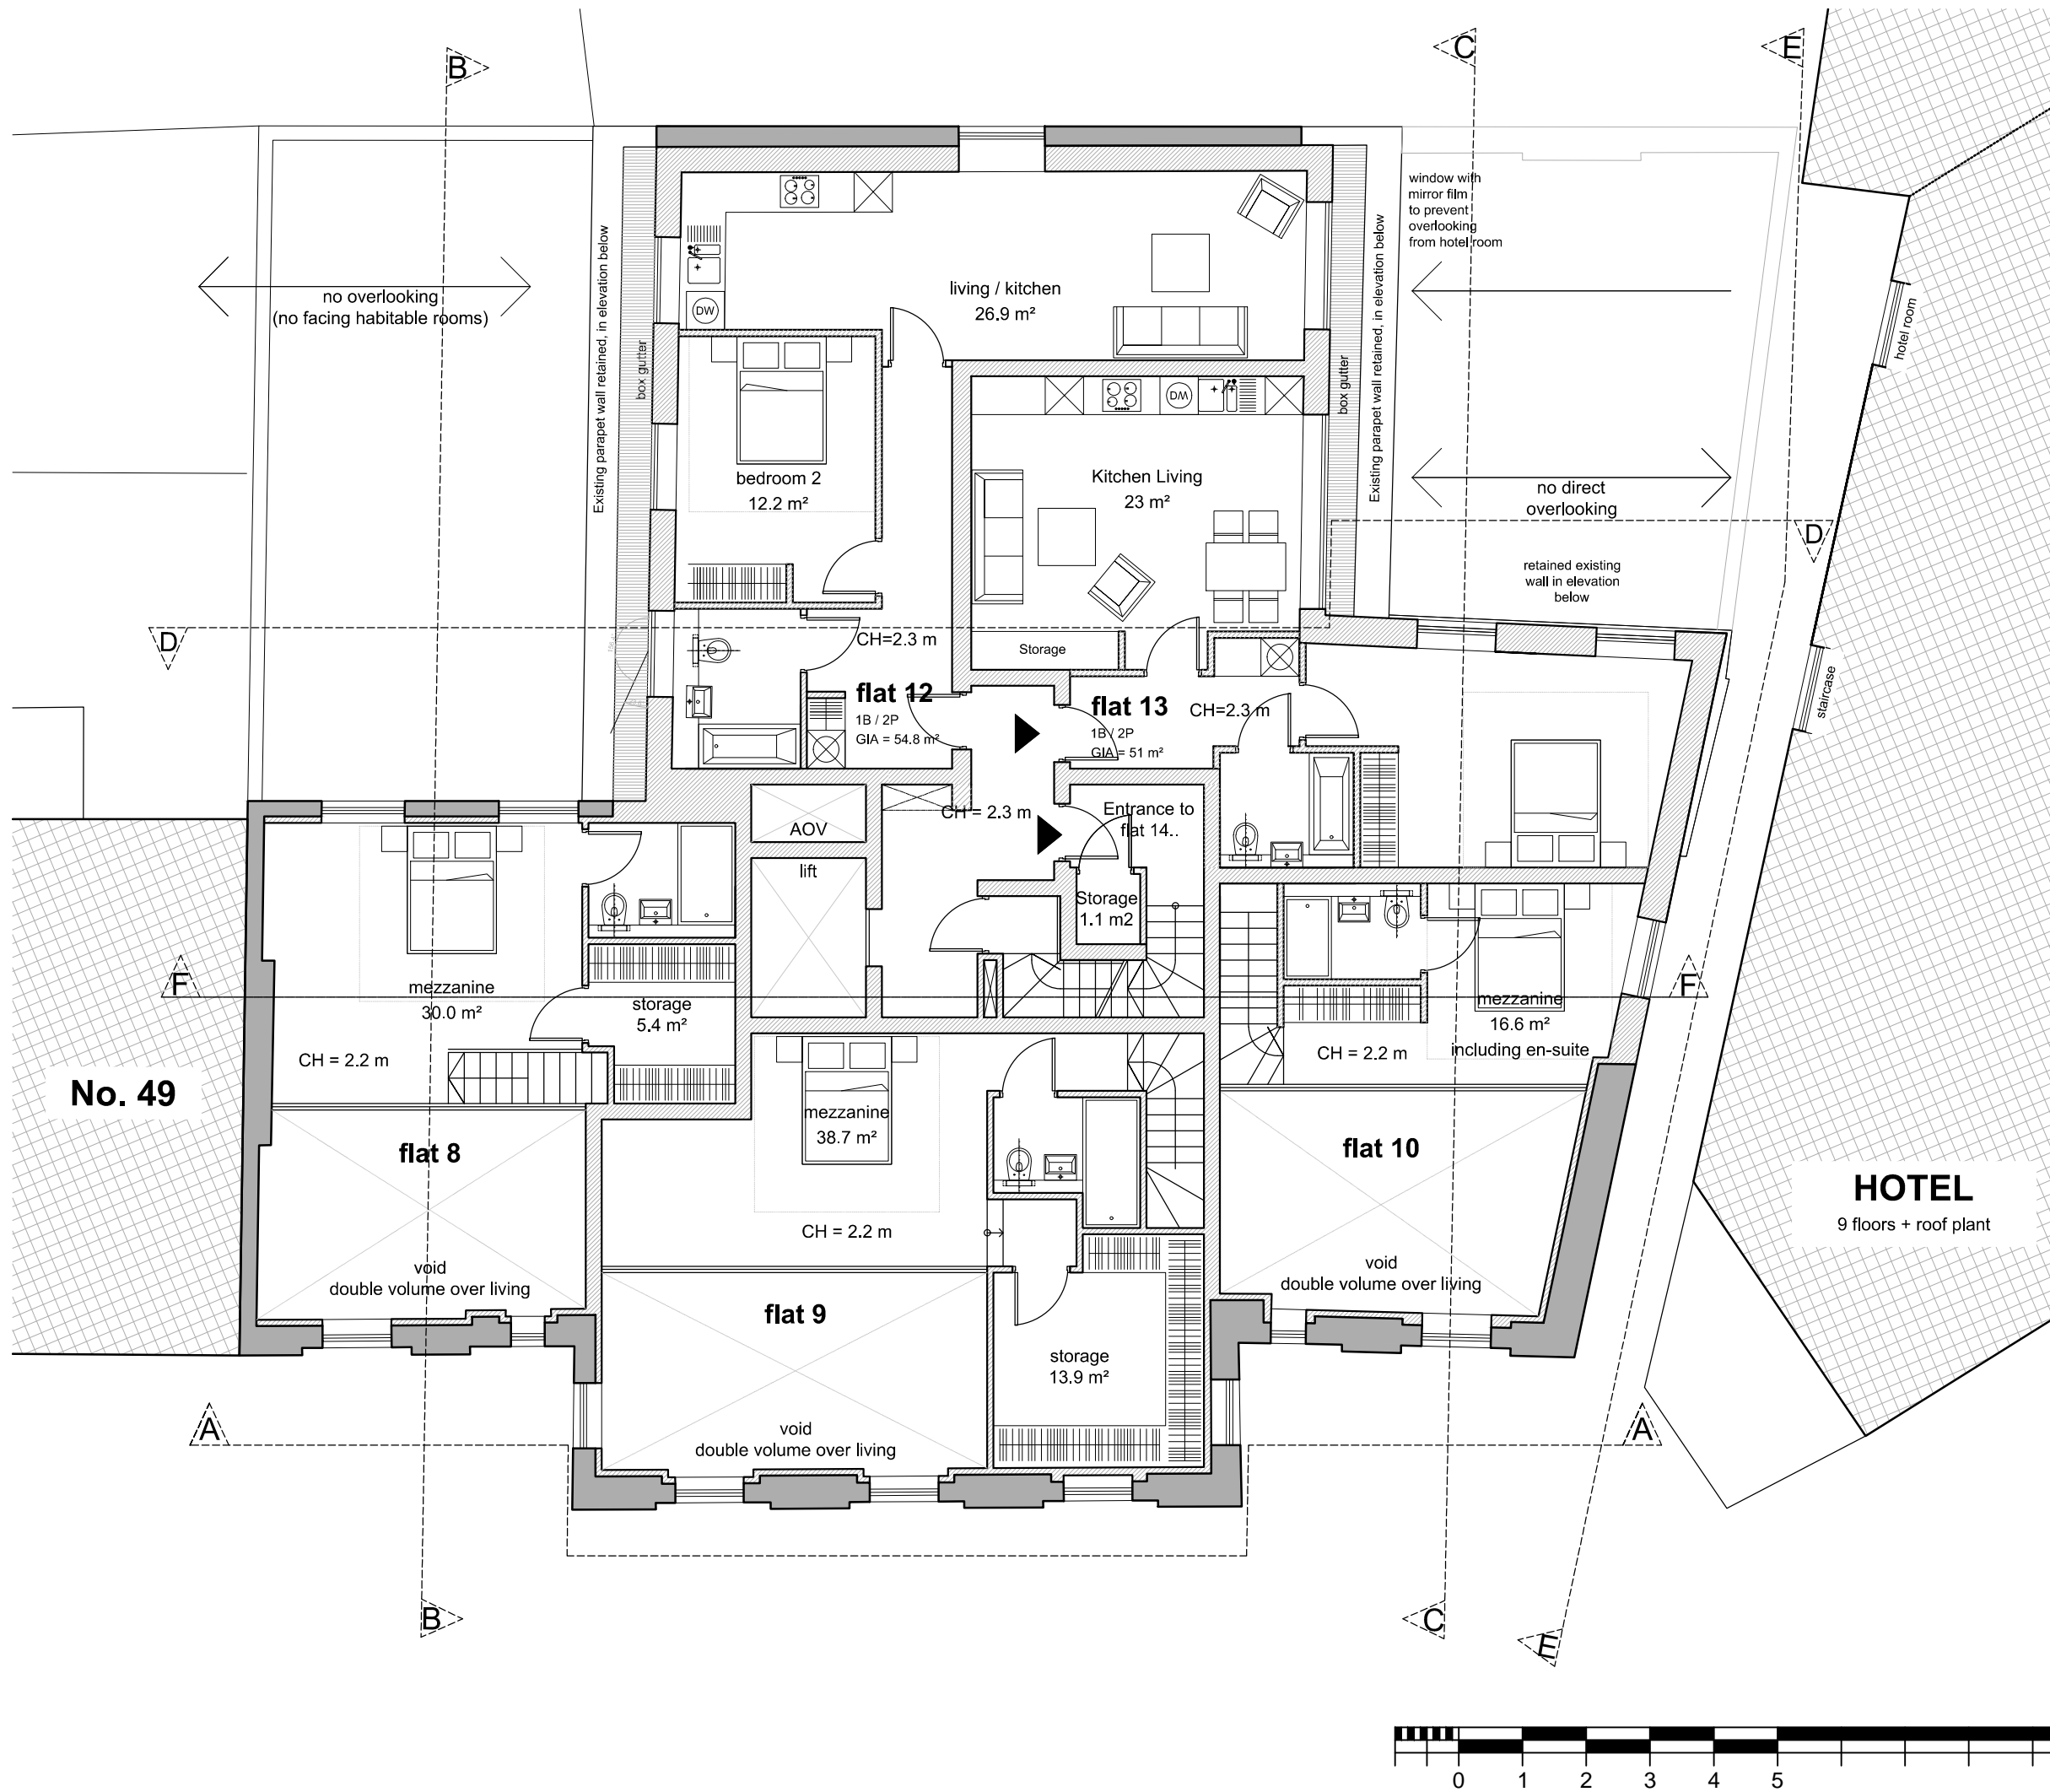 B
C
E
window with
mirror film
to prevent
overlooking
from hotel room
no overlooking
(no facing habitable rooms)
Existing parapet wall retained, in elevation below
box gutter
living / kitchen
26.9 m²
DW
Existing parapet wall retained, in elevation below
box gutter
hotel room
bedroom 2
12.2 m²
Kitchen Living
23 m²
DW
no direct
overlooking
D
retained existing
wall in elevation
below
D
CH=2.3 m
Storage
flat 12
1B / 2P
GIA = 54.8 m²
flat 13
1B / 2P
GIA = 51 m²
CH=2.3 m
staircase
AOV
lift
CH = 2.3 m
Entrance to
flat 14..
Storage
1.1 m2
F
mezzanine
30.0 m²
storage
5.4 m²
CH = 2.2 m
mezzanine
16.6 m²
including en-suite
CH = 2.2 m
F
No. 49
mezzanine
38.7 m²
flat 8
flat 10
HOTEL
9 floors + roof plant
CH = 2.2 m
void
double volume over living
void
double volume over living
flat 9
storage
13.9 m²
A
void
double volume over living
A
B
C
E
0 1 2 3 4 5